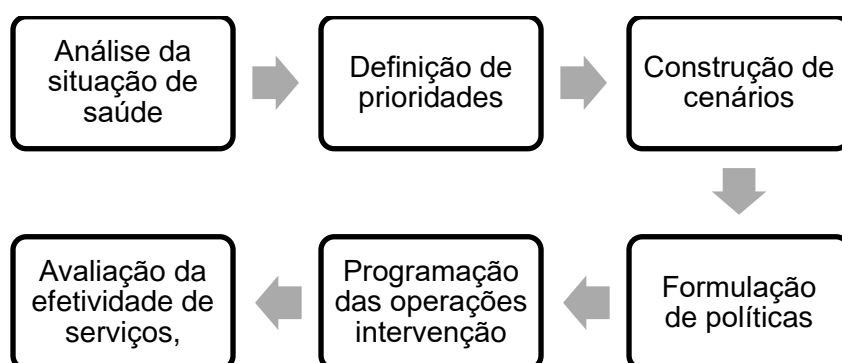 Análise da
situação de
saúde
Definição de
prioridades
Construção de
cenários
Formulação
de políticas
Programação
das operações
intervenção
Avaliação da
efetividade de
serviços,